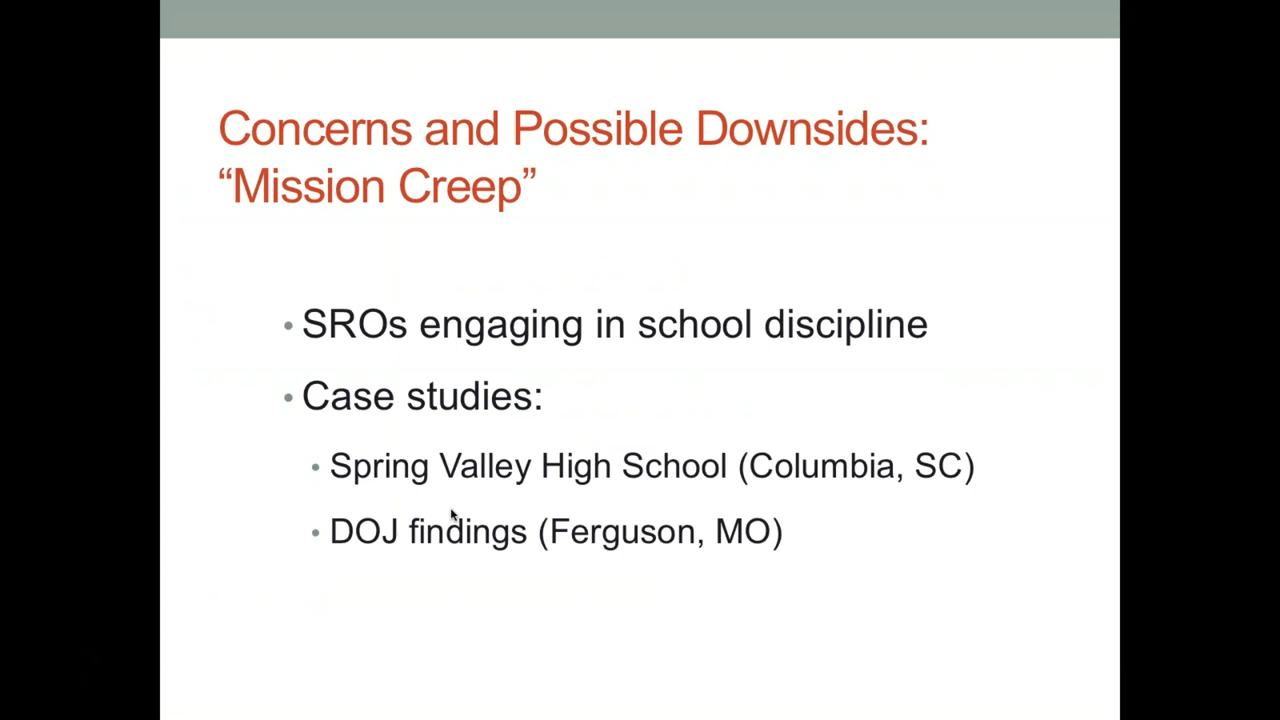 Concerns and Possible Downsides:
“Mission Creep”
• SROs engaging in school discipline
• Case studies:
• Spring Valley High School (Columbia, SC)
• DOJ findings (Ferguson, MO)